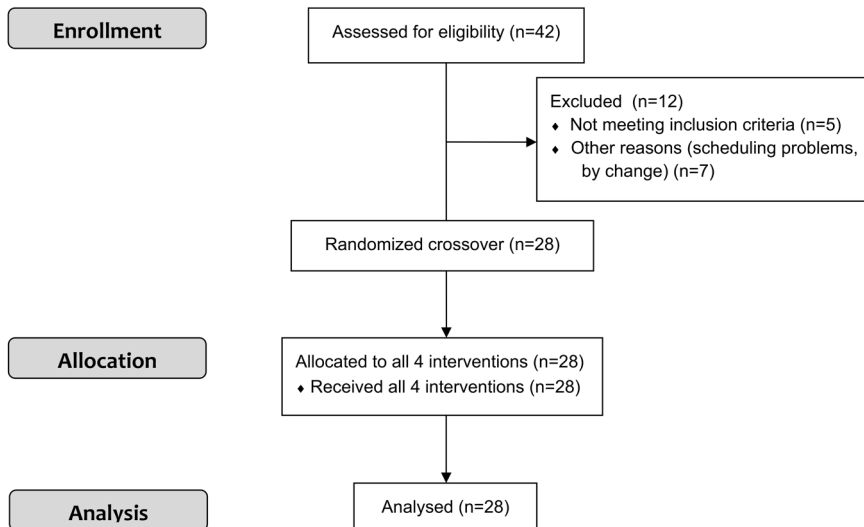 Enrollment
Assessed for eligibility (n=42)
Excluded (n=12)
♦ Not meeting inclusion criteria (n=5)
♦ Other reasons (scheduling problems,
by change) (n=7)
Randomized crossover (n=28)
Allocation
Allocated to all 4 interventions (n=28)
♦ Received all 4 interventions (n=28)
Analysis
Analysed (n=28)